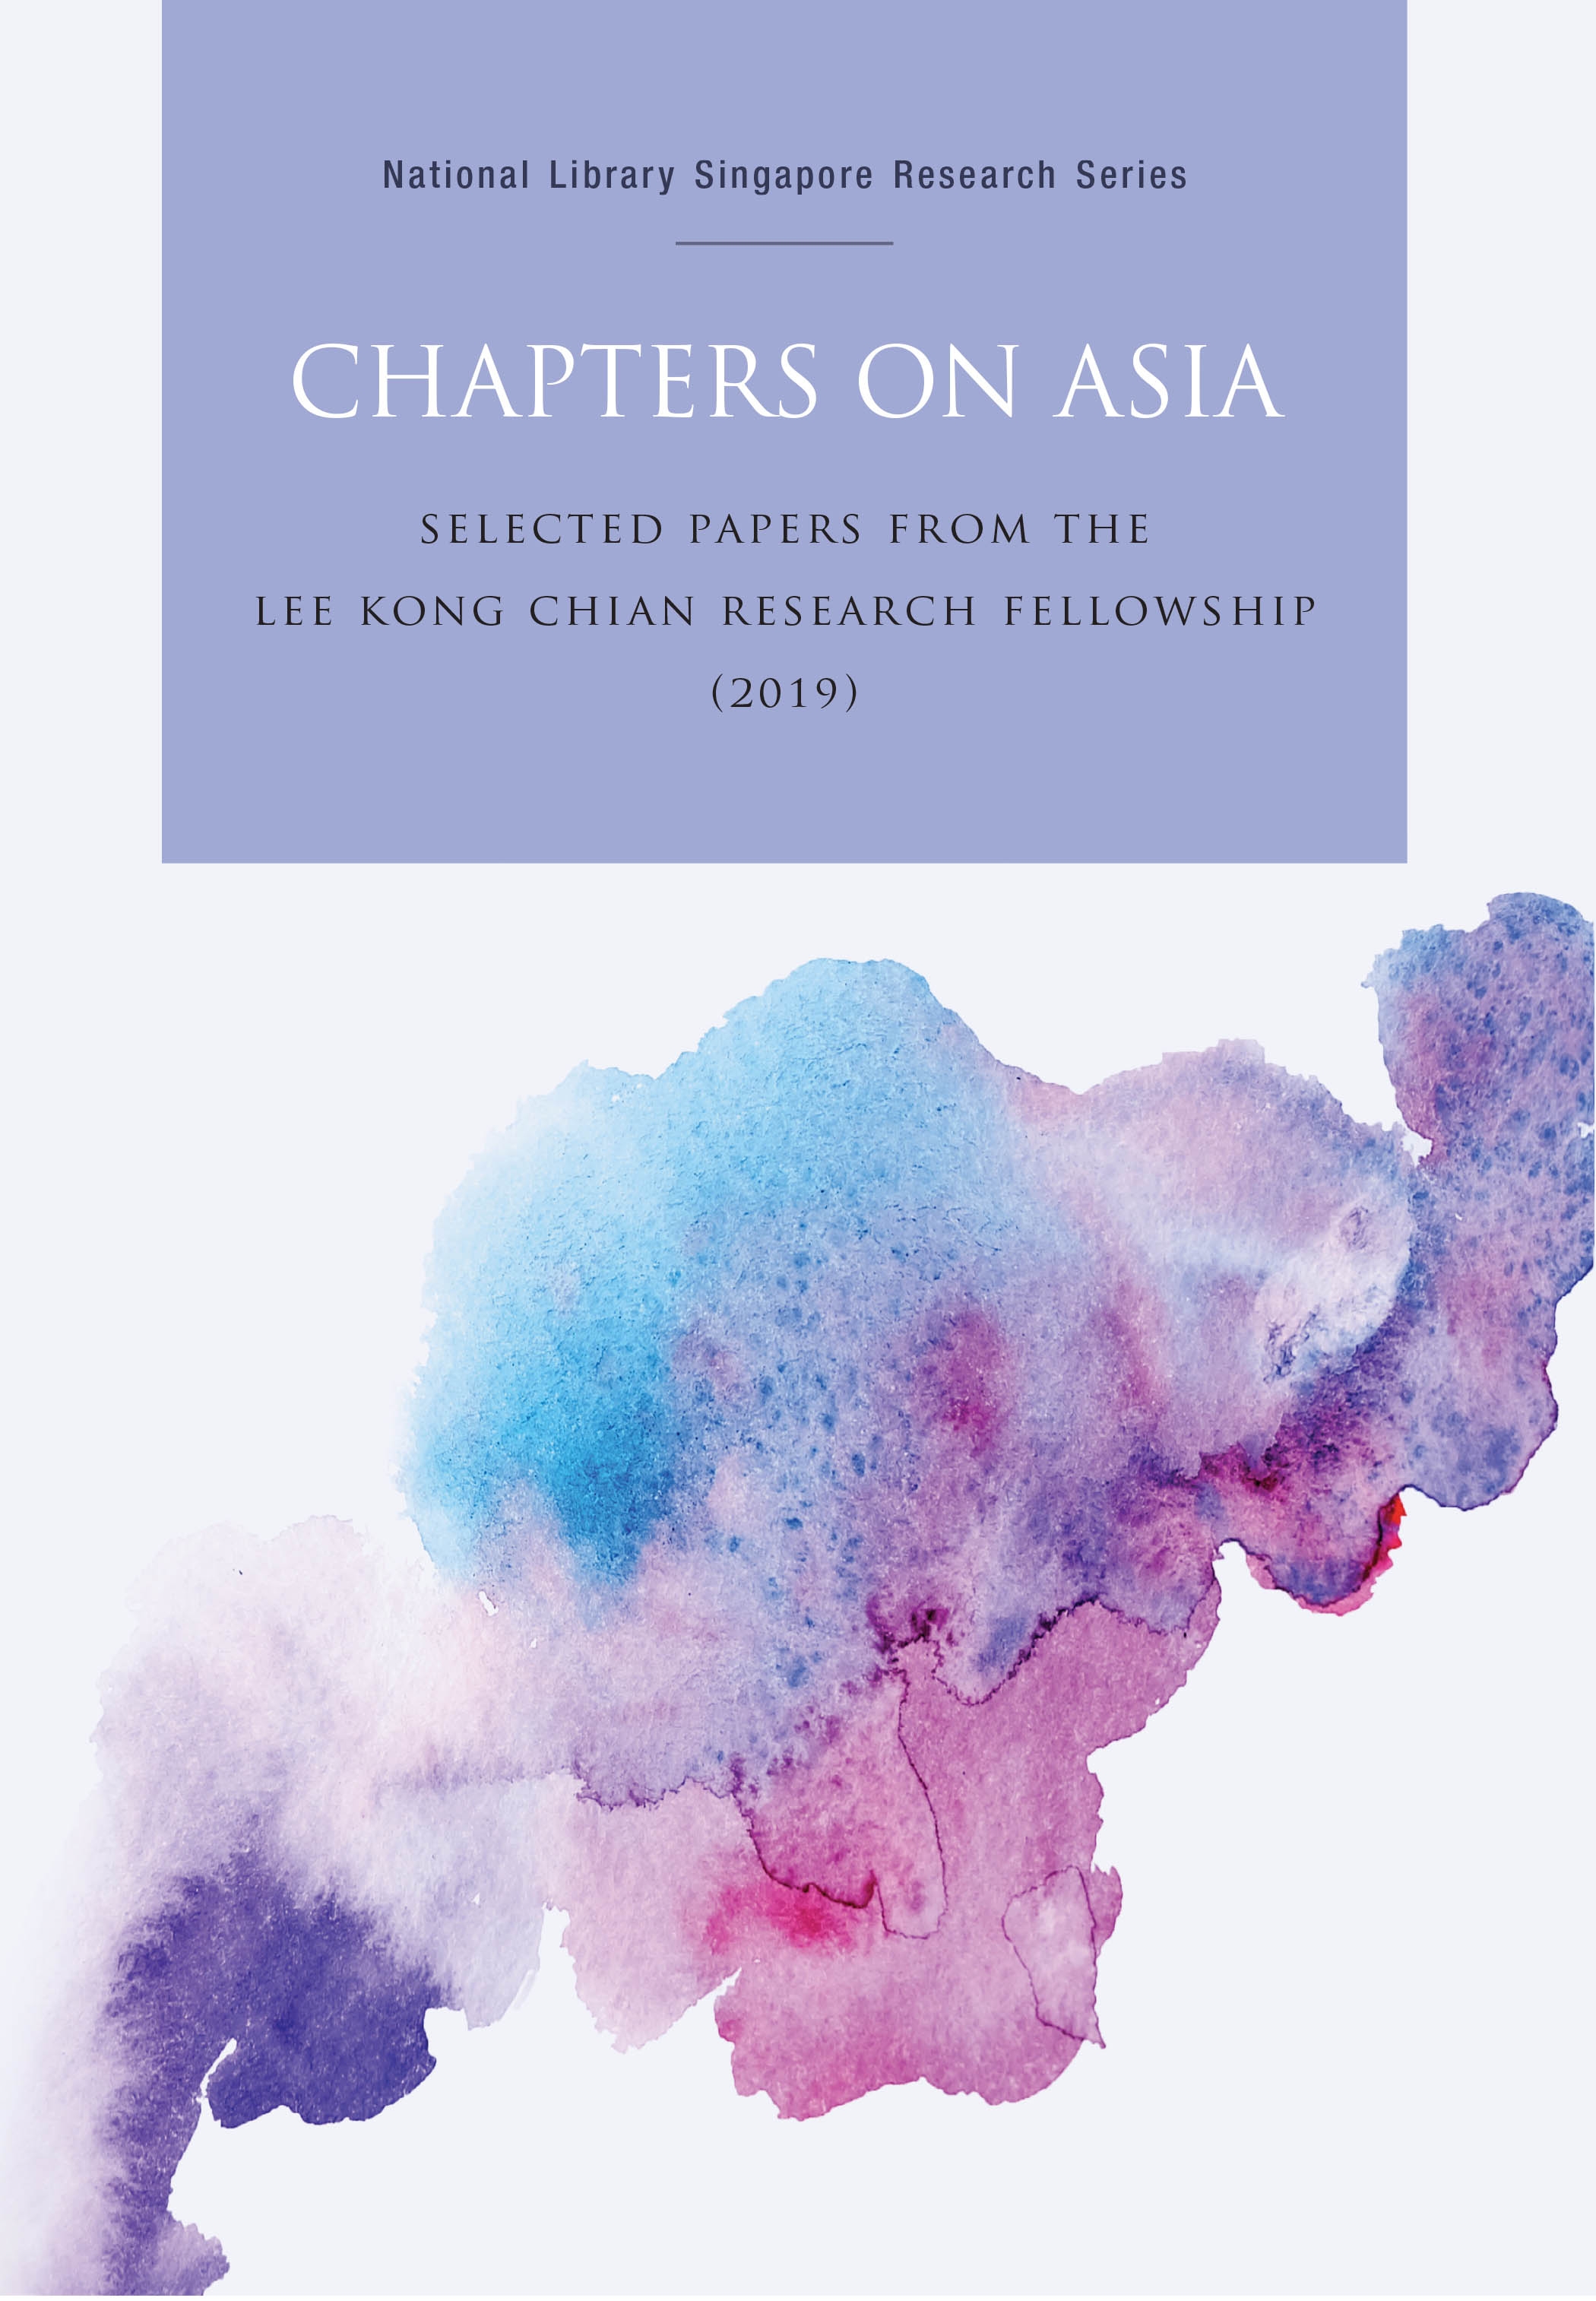 National Library Singapore Research Series
CHAPTERS ON ASIA
SELECTED PAPERS FROM THE
LEE KONG CHIAN RESEARCH FELLOWSHIP
(2019)